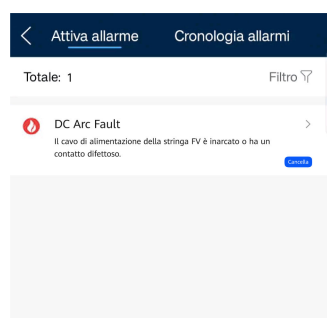 Attiva allarme Cronologia allarmi
Totale: 1 Filtro
DC Arc Fault
Il cavo di alimentazione della stringa FV è inarcato o ha un
contatto difettoso.
Cancella